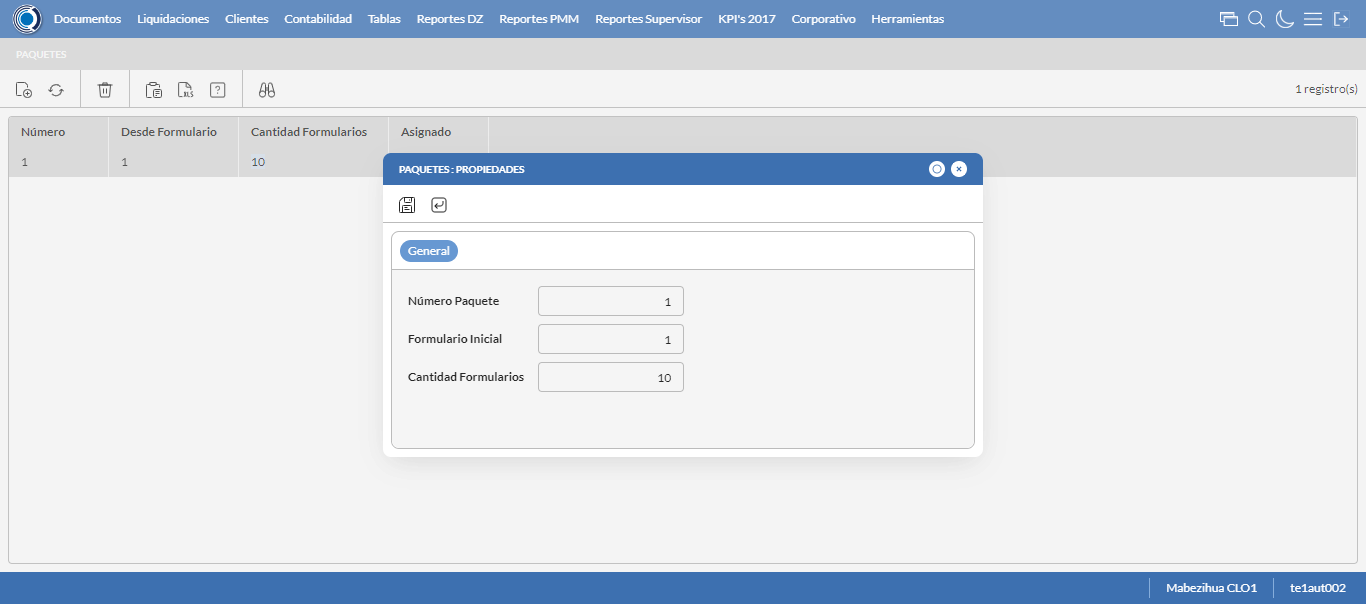 Documentos Liquidaciones Clientes Contabilidad Tablas Reportes DZ Reportes PMM Reportes Supervisor KPI's 2017 Corporativo Herramientas
PAQUETES
XLS ? 1 registro(s)
Número Desde Formulario Cantidad Formularios Asignado
1 1 10
PAQUETES : PROPIEDADES
General
Número Paquete 1
Formulario Inicial 1
Cantidad Formularios 10
Mabezihua CLO1 te1aut002